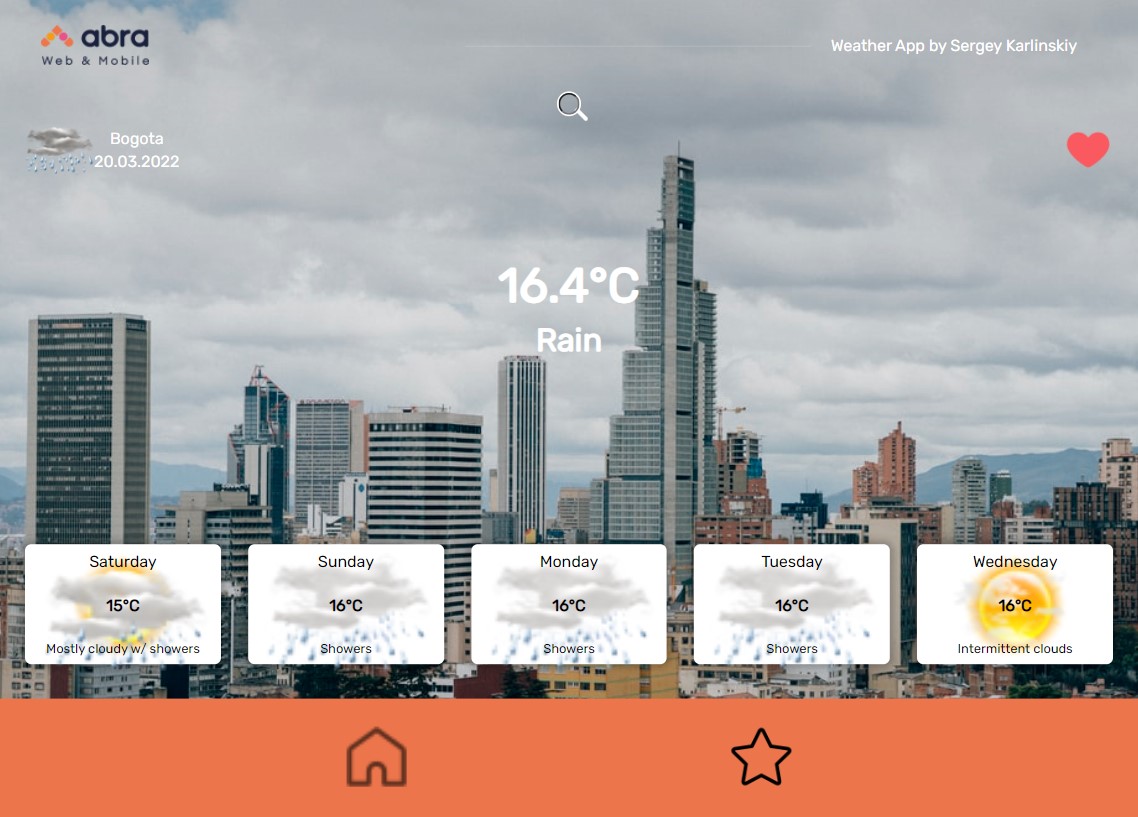 abra
Web & Mobile
Weather App by Sergey Karlinskiy
Bogota
20.03.2022
16.4°C
Rain
Saturday
15°C
Mostly cloudy w/ showers
Sunday
16°C
Showers
Monday
16°C
Showers
Tuesday
16°C
Showers
Wednesday
16°C
Intermittent clouds